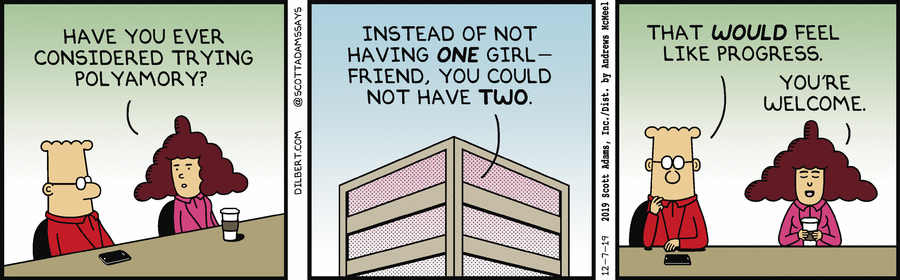 HAVE YOU EVER
CONSIDERED TRYING
POLYAMORY?
DILBERT.COM @SCOTTADAMSSAYS
INSTEAD OF NOT
HAVING ONE GIRL-
FRIEND, YOU COULD
NOT HAVE TWO.
12-7-19 2019 Scott Adams, Inc./Dist. by Andrews McMeel
THAT WOULD FEEL
LIKE PROGRESS.
YOU'RE
WELCOME.